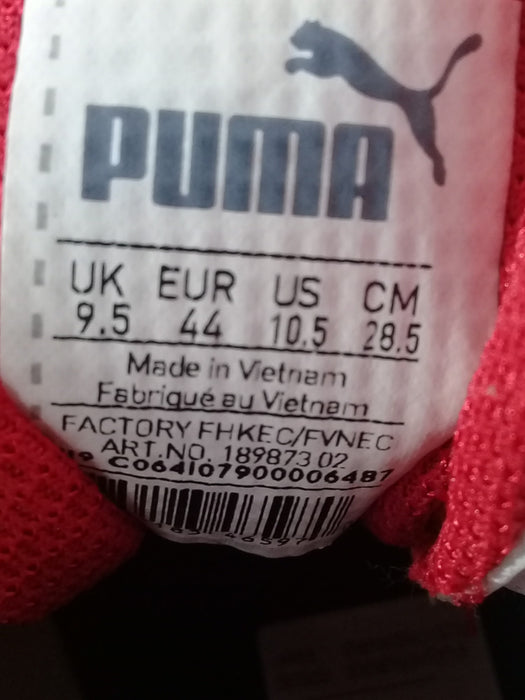 PUMA
UK EUR US CM
9.5 44 10.5 28.5
Made in Vietnam
Fabriqué au Vietnam
FACTORY FHKEC/FVNEC
ART.NO. 189873 02
C064I07900006487